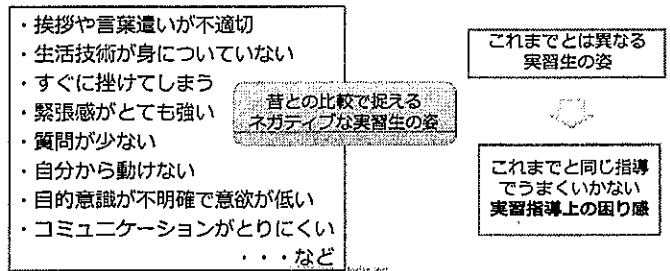 ・挨拶や言葉遣いが不適切
・生活技術が身についていない
・すぐに挫けてしまう
・緊張感がとても強い
・質問が少ない
・自分から動けない
・目的意識が不明確で意欲が低い
・コミュニケーションがとりにくい
・・・など
昔との比較で捉える
ネガティブな実習生の姿
これまでとは異なる
実習生の姿
これまでと同じ指導
でうまくいかない
実習指導上の困り感